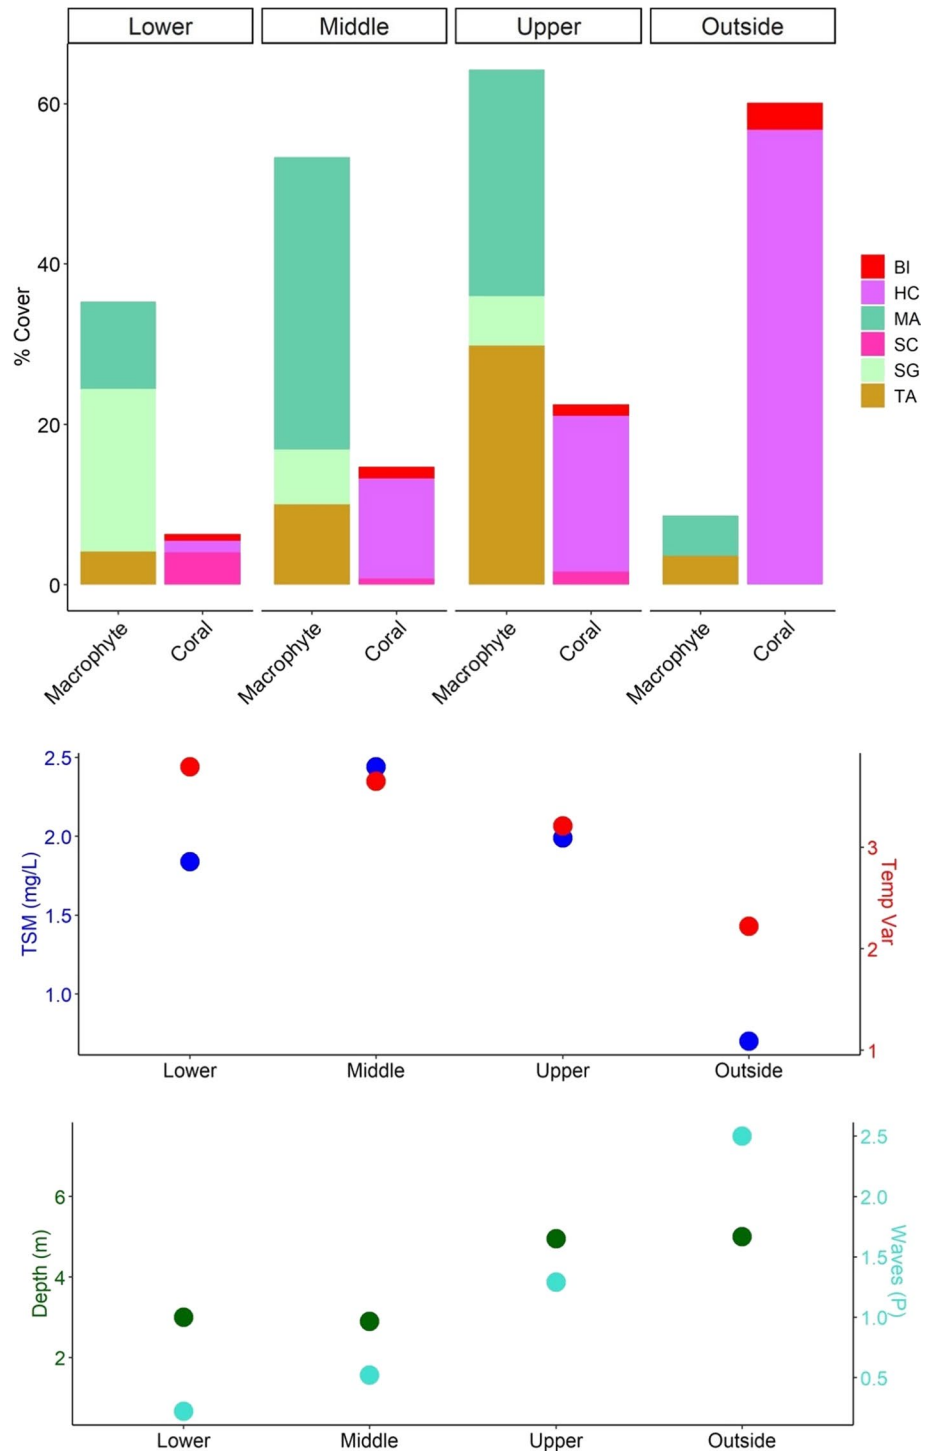 Lower Middle Upper Outside
% Cover
60
40
20
0
BI
HC
MA
SC
SG
TA
Macrophyte Coral Macrophyte Coral Macrophyte Coral Macrophyte Coral
TSM (mg/L)
2.5
2.0
1.5
1.0
Temp Var
3
2
1
Lower Middle Upper Outside
Depth (m)
6
4
2
Waves (P)
2.5
2.0
1.5
1.0
0.5
Lower Middle Upper Outside